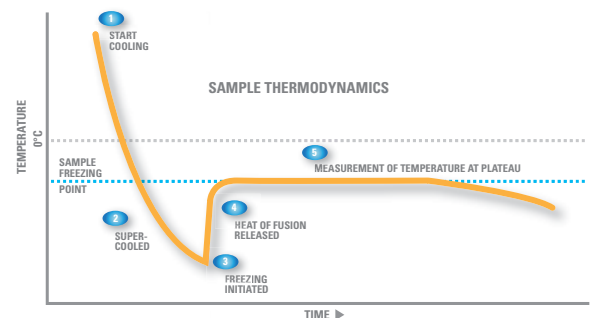 1
START
COOLING
SAMPLE THERMODYNAMICS
TEMPERATURE
0°C
5
MEASUREMENT OF TEMPERATURE AT PLATEAU
SAMPLE
FREEZING
POINT
2
SUPER-
COOLED
4
HEAT OF FUSION
RELEASED
3
FREEZING
INITIATED
TIME ▶